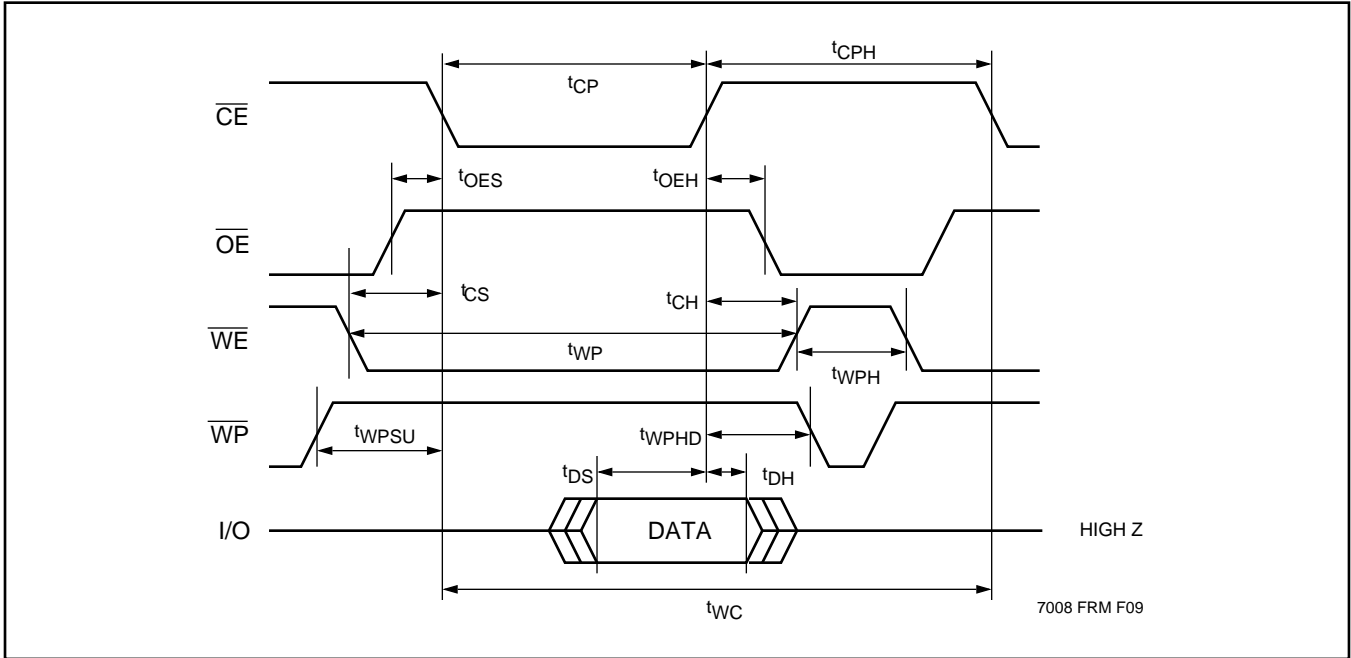 tCPH
tCP
CE
tOES
tOEH
OE
tCS
tCH
WE
tWP
tWPH
WP
tWPSU
tWPHD
tDS
tDH
I/O
DATA
HIGH Z
tWC
7008 FRM F09